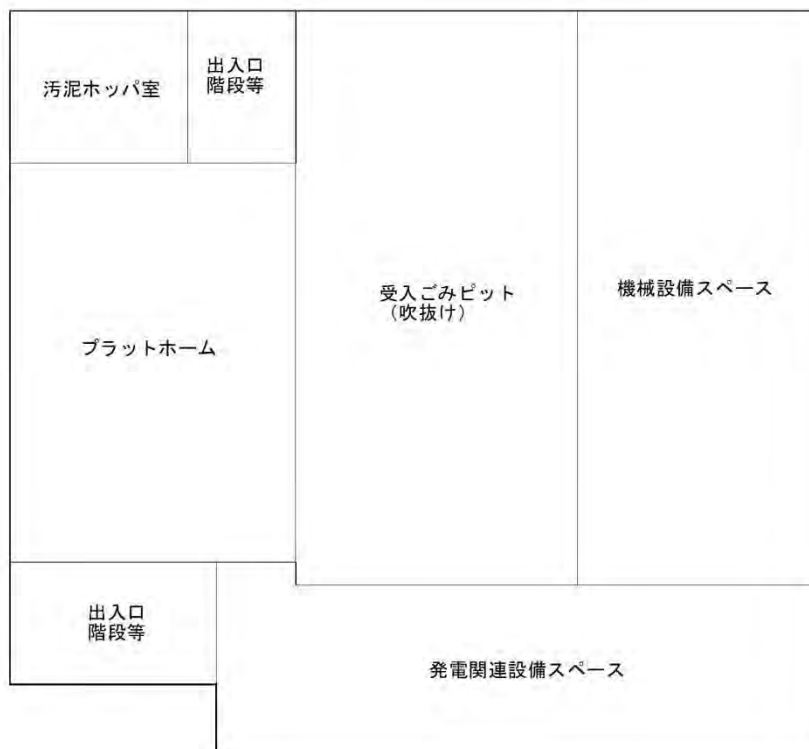 汚泥ホッパ室
出入口
階段等
受入ごみピット
(吹抜け)
機械設備スペース
プラットホーム
出入口
階段等
発電関連設備スペース